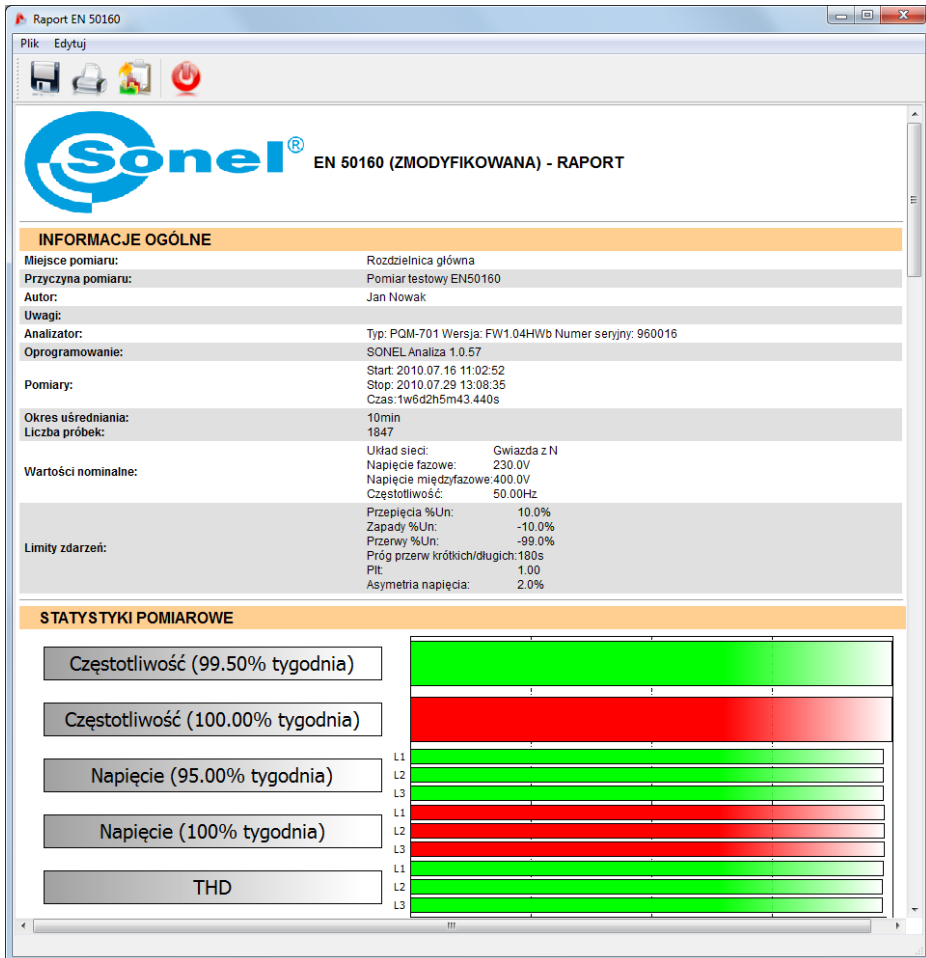 Raport EN 50160
Plik Edytuj
Sonel®
EN 50160 (ZMODYFIKOWANA) - RAPORT
INFORMACJE OGÓLNE
Miejsce pomiaru: Rozdzielnica główna
Przyczyna pomiaru: Pomiar testowy EN50160
Autor: Jan Nowak
Uwagi:
Analizator: Typ: PQM-701 Wersja: FW1.04HWb Numer seryjny: 960016
Oprogramowanie: SONEL Analiza 1.0.57
Pomiary:
Start: 2010.07.16 11:02:52
Stop: 2010.07.29 13:08:35
Czas:1w6d2h5m43.440s
Okres uśredniania: 10min
Liczba próbek: 1847
Wartości nominalne:
Układ sieci: Gwiazda z N
Napięcie fazowe: 230.0V
Napięcie międzyfazowe:400.0V
Częstotliwość: 50.00Hz
Limity zdarzeń:
Przepięcia %Un: 10.0%
Zapady %Un: -10.0%
Przerwy %Un: -99.0%
Próg przerw krótkich/długich:180s
Plt: 1.00
Asymetria napięcia: 2.0%
STATYSTYKI POMIAROWE
Częstotliwość (99.50% tygodnia)
Częstotliwość (100.00% tygodnia)
Napięcie (95.00% tygodnia)
L1
L2
L3
Napięcie (100% tygodnia)
L1
L2
L3
THD
L1
L2
L3